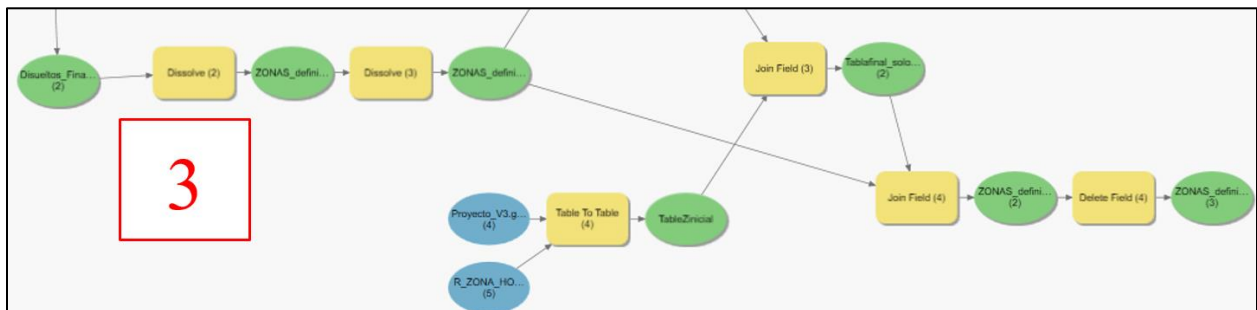 Disueltos_Fina...
(2)
Dissolve (2)
ZONAS_defini...
Dissolve (3)
ZONAS_defini...
Join Field (3)
Tablafinal_solo...
(2)
3
Proyecto_V3.g...
(4)
Table To Table
(4)
TableZinicial
R_ZONA_HO...
(5)
Join Field (4)
ZONAS_defini...
(2)
Delete Field (4)
ZONAS_defini...
(3)